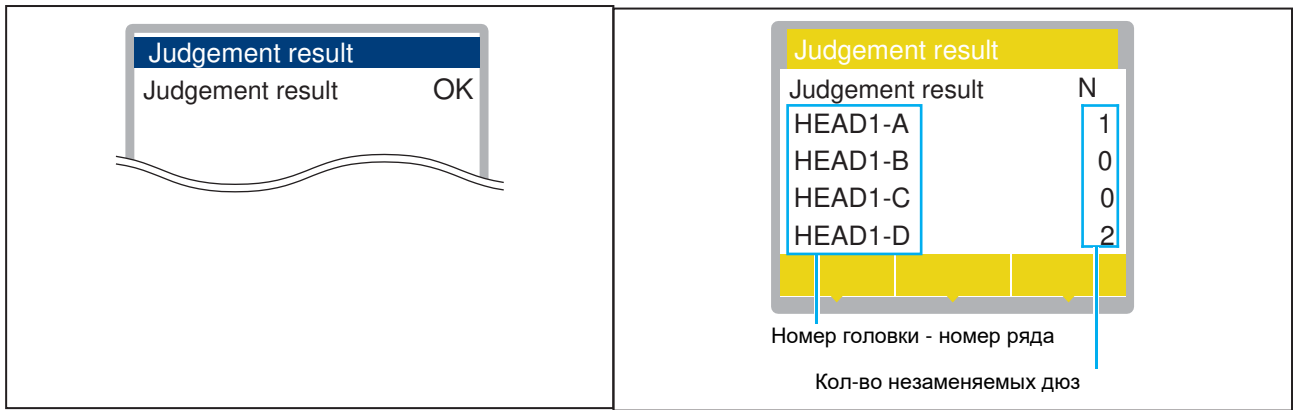 Judgement result
Judgement result OK
Judgement result
Judgement result N
HEAD1-A 1
HEAD1-B 0
HEAD1-C 0
HEAD1-D 2
Номер головки - номер ряда
Кол-во незаменяемых дюз